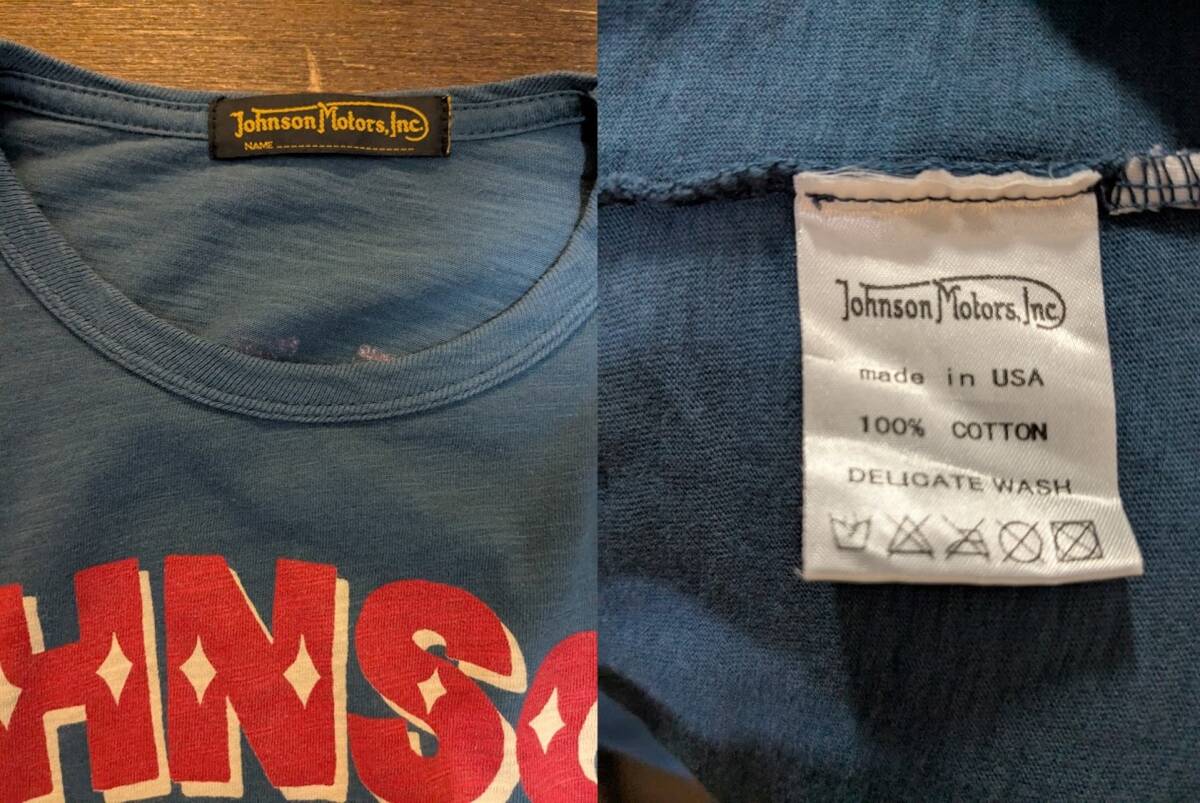 Johnson Motors, Inc.
NAME
HNSO
Johnson Motors, Inc.
made in USA
100% COTTON
DELICATE WASH